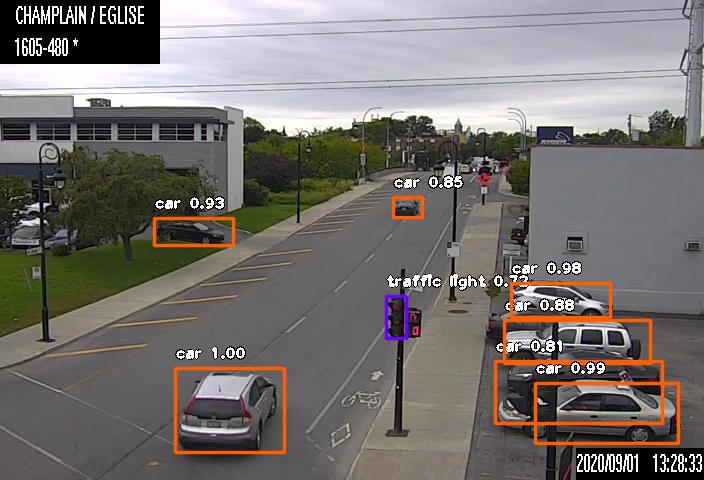 CHAMPLAIN / EGLISE
1605-480 *
car 0.85
car 0.93
car 0.98
traffic light 0.72
car 0.88
car 0.81
car 1.00
car 0.99
2020/09/01 13:28:33